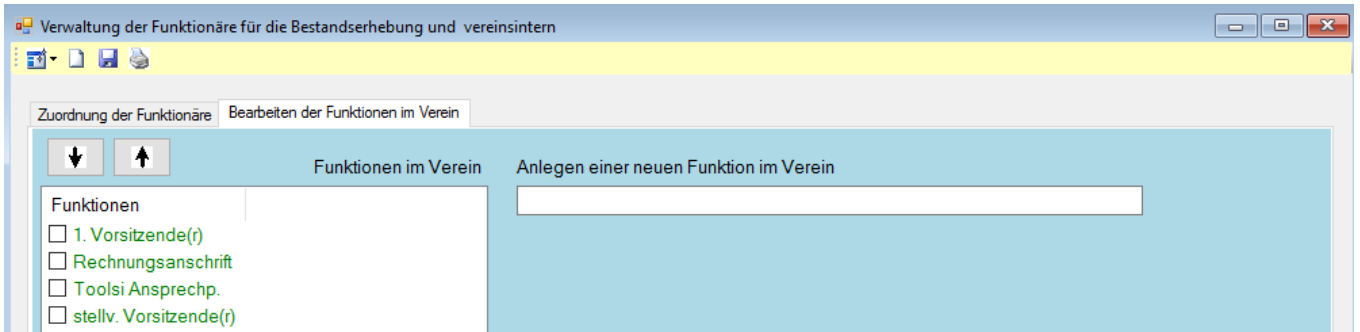 Verwaltung der Funktionäre für die Bestandserhebung und vereinsintern
Zuordnung der Funktionäre
Bearbeiten der Funktionen im Verein
Funktionen im Verein
Anlegen einer neuen Funktion im Verein
Funktionen
1. Vorsitzende(r)
Rechnungsanschrift
Toolsi Ansprechp.
stellv. Vorsitzende(r)